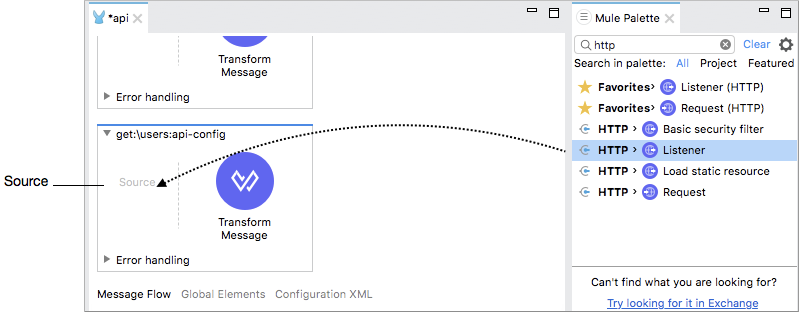 *api
Transform
Message
Error handling
get:\users:api-config
Source
Source
Transform
Message
Error handling
Message Flow Global Elements Configuration XML
Mule Palette
http Clear
Search in palette: All Project Featured
Favorites> Listener (HTTP)
Favorites> Request (HTTP)
HTTP > Basic security filter
HTTP > Listener
HTTP > Load static resource
HTTP > Request
Can't find what you are looking for?
Try looking for it in Exchange